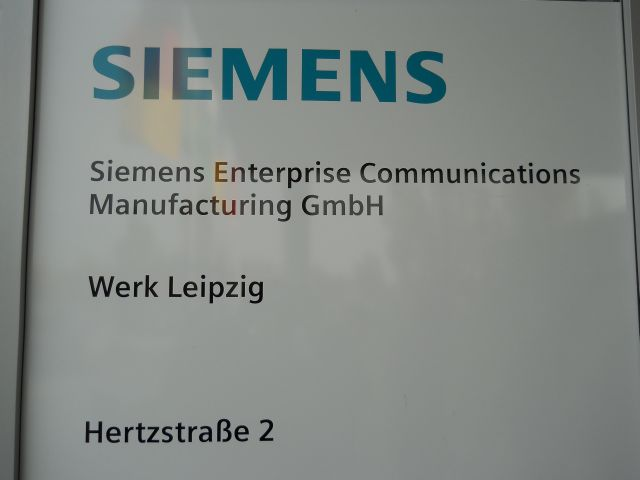 SIEMENS
Siemens Enterprise Communications
Manufacturing GmbH
Werk Leipzig
Hertzstraße 2